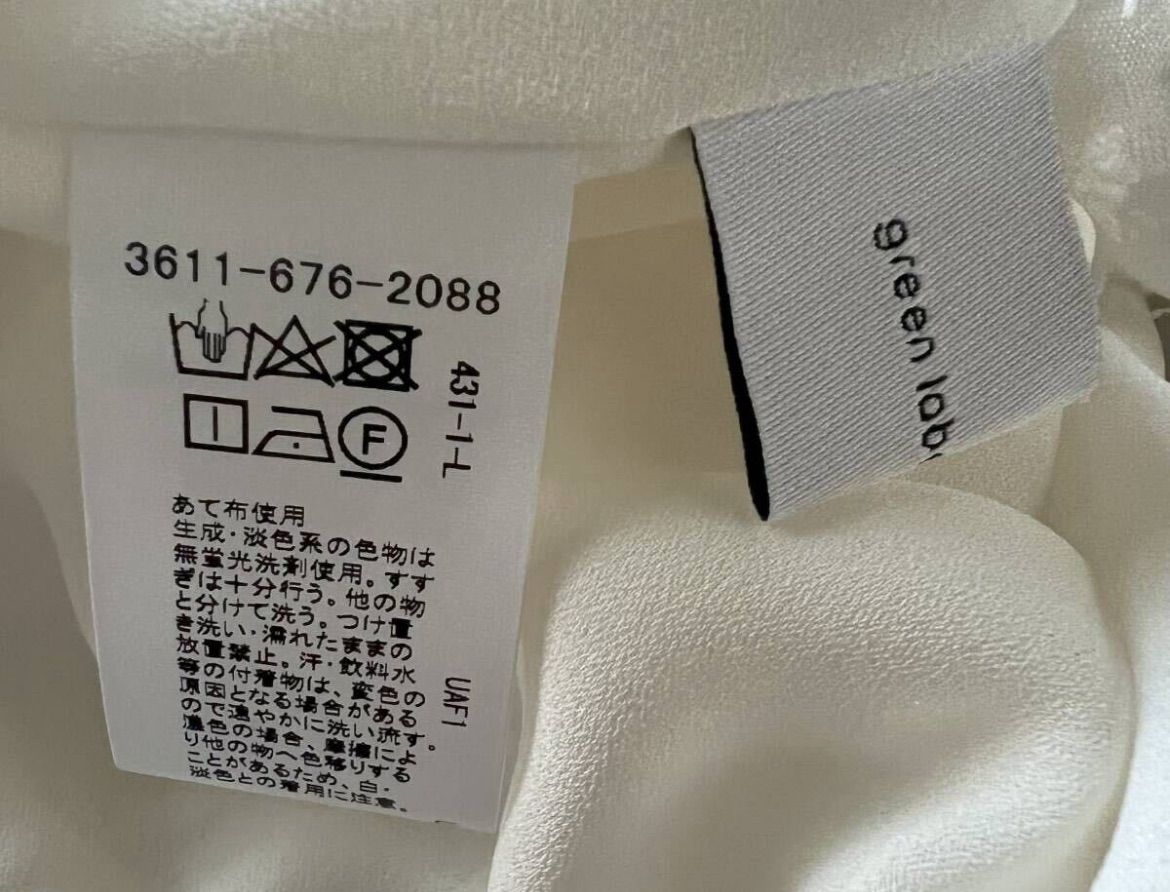 3611-676-2088
431-1-L
F
あて布使用
生成・淡色系の色物は
無蛍光洗剤使用。すす
ぎは十分行う。他の物
と分けて洗う。つけ置
き洗い・濡れたままの
放置禁止。汗・飲料水
等の付着物は、変色の
原因となる場合がある
ので速やかに洗い流す。
濃色の場合、摩擦によ
り他の物へ色移りする
ことがあるため、白・
淡色との着用に注意。
UAF1
green lab